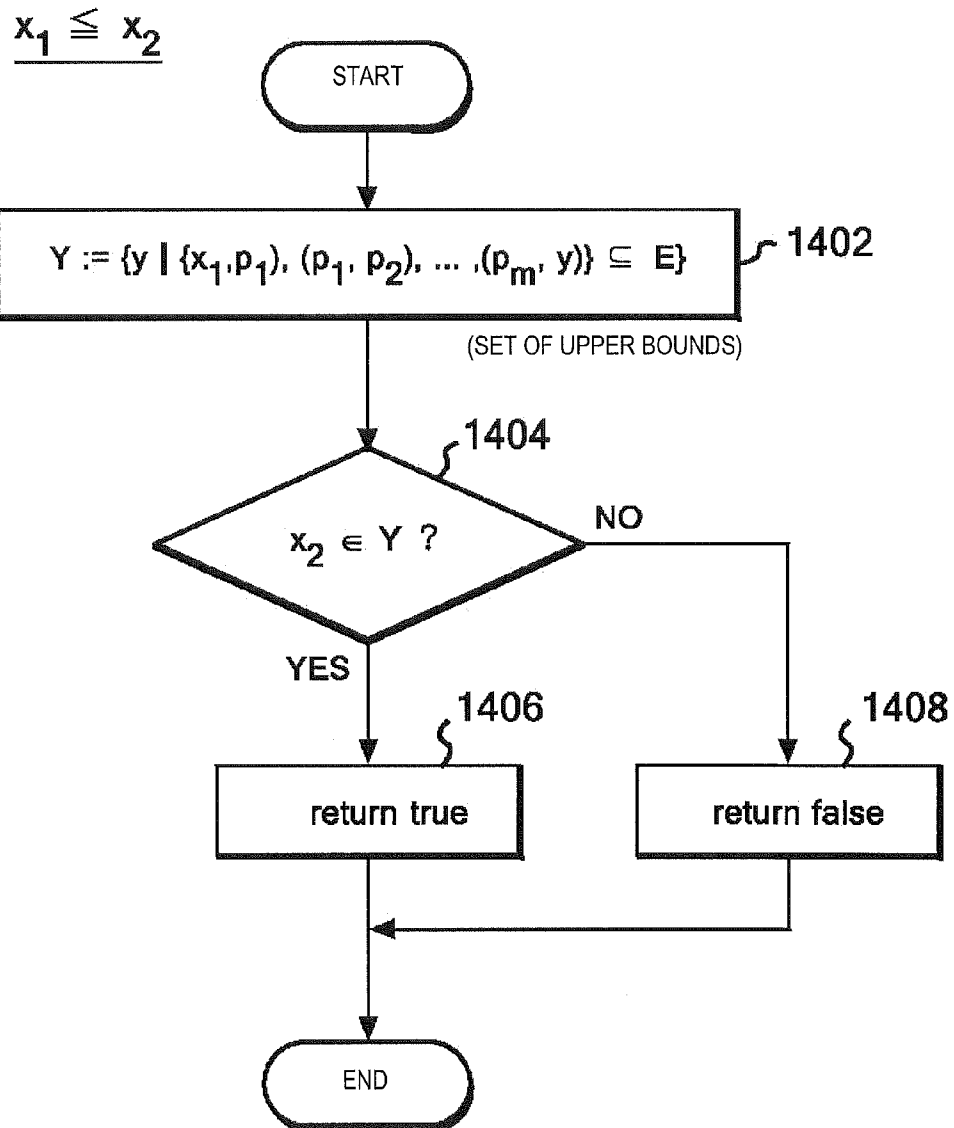 x₁ ≦ x₂
START
Y := {y | {x₁,p₁), (p₁, p₂), ... ,(pₘ, y)} ⊆ E}
1402
(SET OF UPPER BOUNDS)
1404
x₂ ∈ Y ?
NO
YES
1406
1408
return true
return false
END